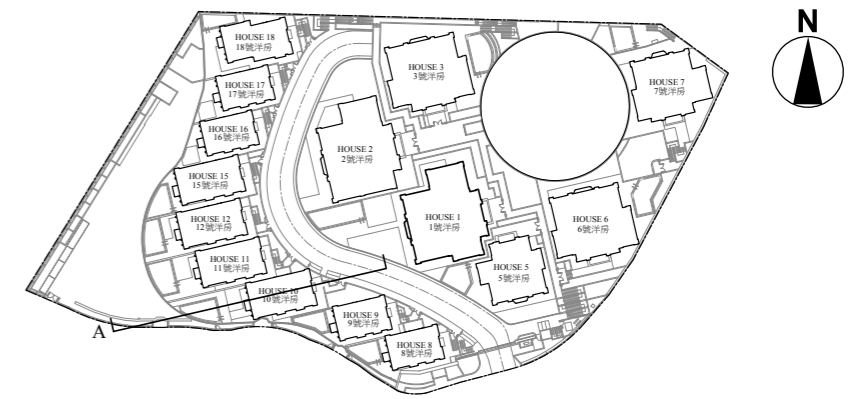 N
HOUSE 18
18號洋房
HOUSE 3
3號洋房
HOUSE 7
7號洋房
HOUSE 17
17號洋房
HOUSE 16
16號洋房
HOUSE 2
2號洋房
HOUSE 15
15號洋房
HOUSE 12
12號洋房
HOUSE 1
1號洋房
HOUSE 6
6號洋房
HOUSE 11
11號洋房
HOUSE 5
5號洋房
HOUSE 10
10號洋房
HOUSE 9
9號洋房
A
HOUSE 8
8號洋房